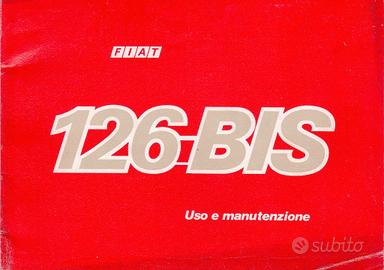 FIAT
126 BIS
Uso e manutenzione
subito